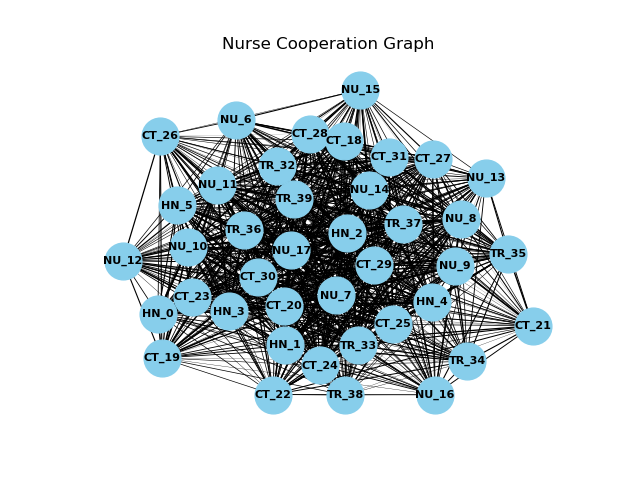 Nurse Cooperation Graph
NU_15
NU_6
CT_26
CT_28
CT_18
CT_31
CT_27
TR_32
NU_13
NU_11
NU_14
TR_39
HN_5
NU_8
TR_37
TR_36
HN_2
NU_10
NU_17
TR_35
NU_12
CT_29
NU_9
CT_30
NU_7
CT_23
HN_4
CT_20
HN_3
HN_0
CT_25
CT_21
HN_1
TR_33
CT_19
TR_34
CT_24
CT_22
TR_38
NU_16